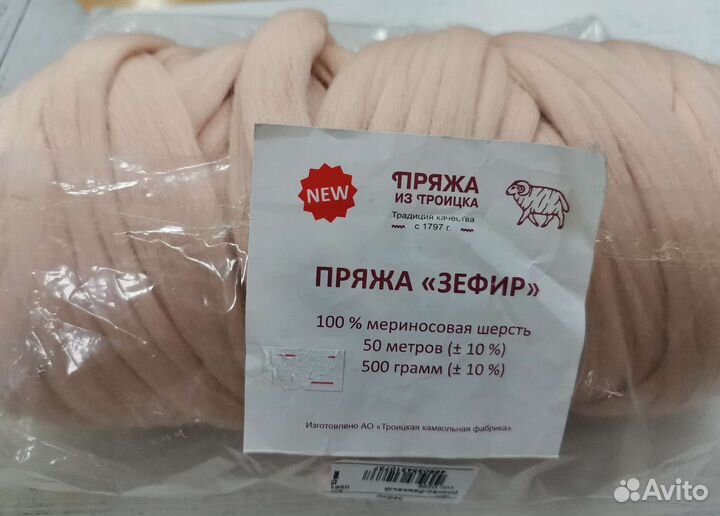 NEW
ПРЯЖА
ИЗ ТРОИЦКА
Традиция качества
с 1797 г.
ПРЯЖА «ЗЕФИР»
100 % мериносовая шерсть
50 метров (± 10 %)
500 грамм (± 10 %)
Изготовлено АО «Троицкая камвольная фабрика»
Avito